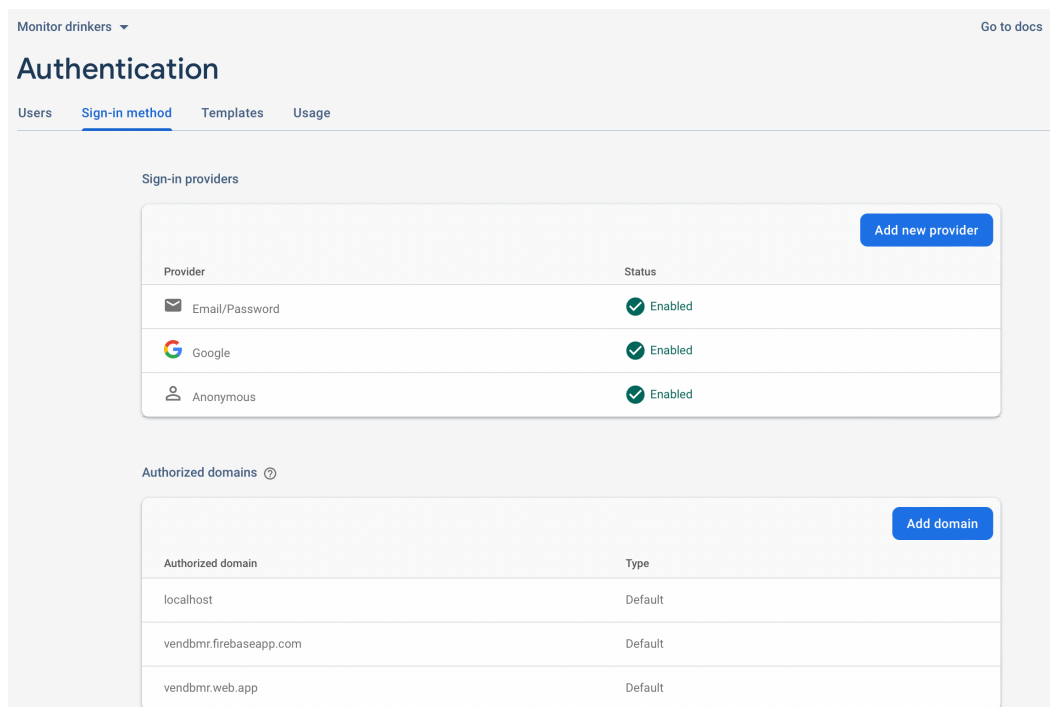 Monitor drinkers
Go to docs
Authentication
Users Sign-in method Templates Usage
Sign-in providers
Add new provider
Provider Status
Email/Password Enabled
Google Enabled
Anonymous Enabled
Authorized domains
Add domain
Authorized domain Type
localhost Default
vendbmr.firebaseapp.com Default
vendbmr.web.app Default